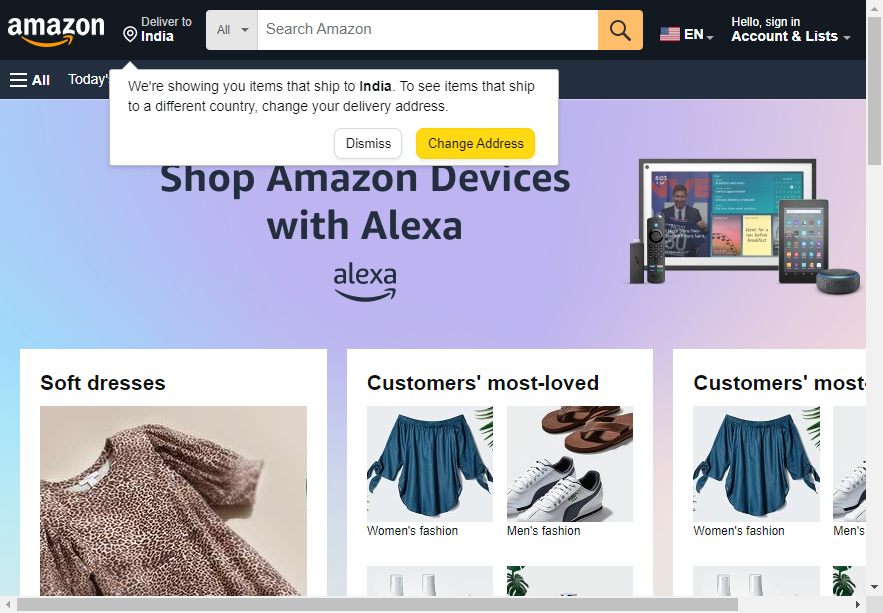 amazon
Deliver to
India
All
Search Amazon
EN
Hello, sign in
Account & Lists
All
Today's
We're showing you items that ship to India. To see items that ship
to a different country, change your delivery address.
Dismiss
Change Address
Shop Amazon Devices
with Alexa
alexa
8:03
Soft dresses
Customers' most-loved
Customers' most-
Women's fashion
Men's fashion
Women's fashion
Men's